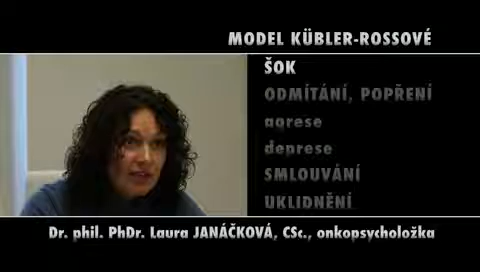 MODEL KÜBLER-ROSSOVÉ
ŠOK
ODMÍTÁNÍ, POPŘENÍ
agrese
deprese
SMLOUVÁNÍ
UKLIDNĚNÍ
Dr. phil. PhDr. Laura JANÁČKOVÁ, CSc., onkopsycholožka